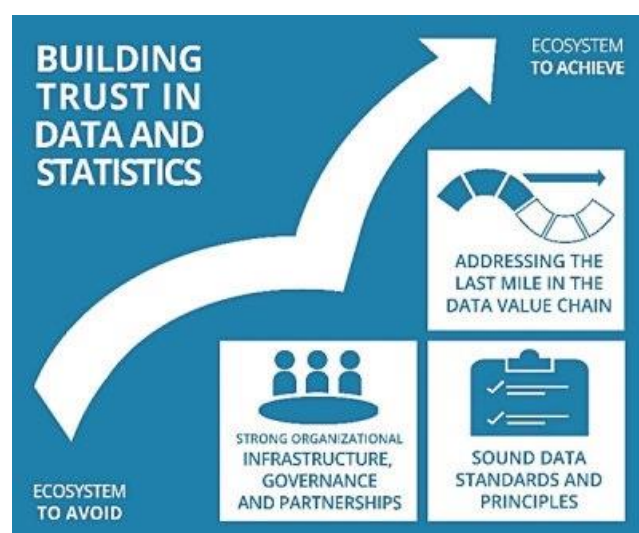 BUILDING
TRUST IN
DATA AND
STATISTICS
ECOSYSTEM
TO ACHIEVE
ADDRESSING THE
LAST MILE IN THE
DATA VALUE CHAIN
STRONG ORGANIZATIONAL
INFRASTRUCTURE,
GOVERNANCE
AND PARTNERSHIPS
SOUND DATA
STANDARDS AND
PRINCIPLES
ECOSYSTEM
TO AVOID